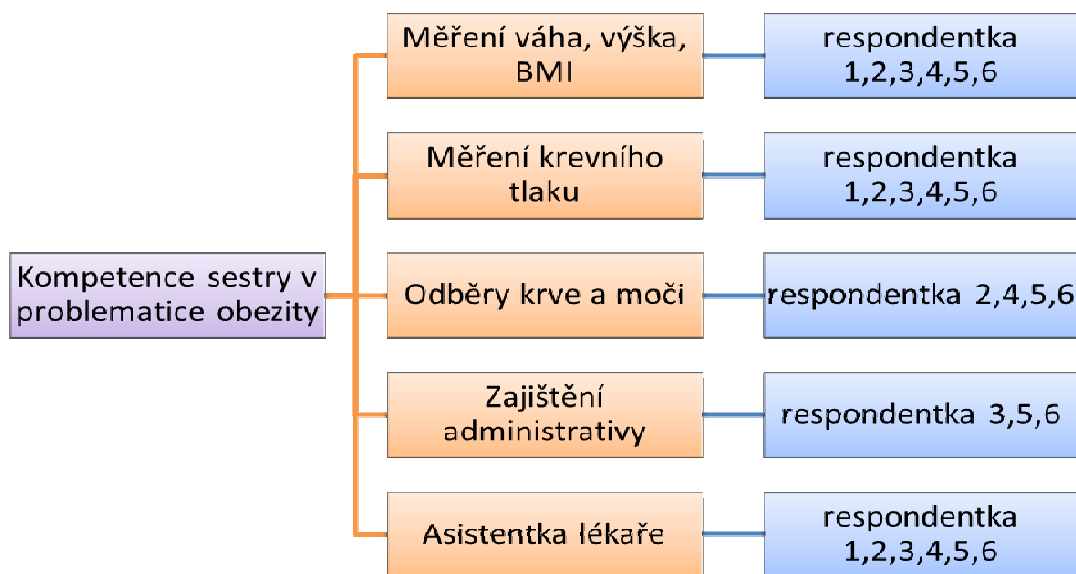 Měření váha, výška,
BMI
respondentka
1,2,3,4,5,6
Měření krevního
tlaku
respondentka
1,2,3,4,5,6
Kompetence sestry v
problematice obezity
Odběry krve a moči
respondentka 2,4,5,6
Zajištění
administrativy
respondentka 3,5,6
Asistentka lékaře
respondentka
1,2,3,4,5,6